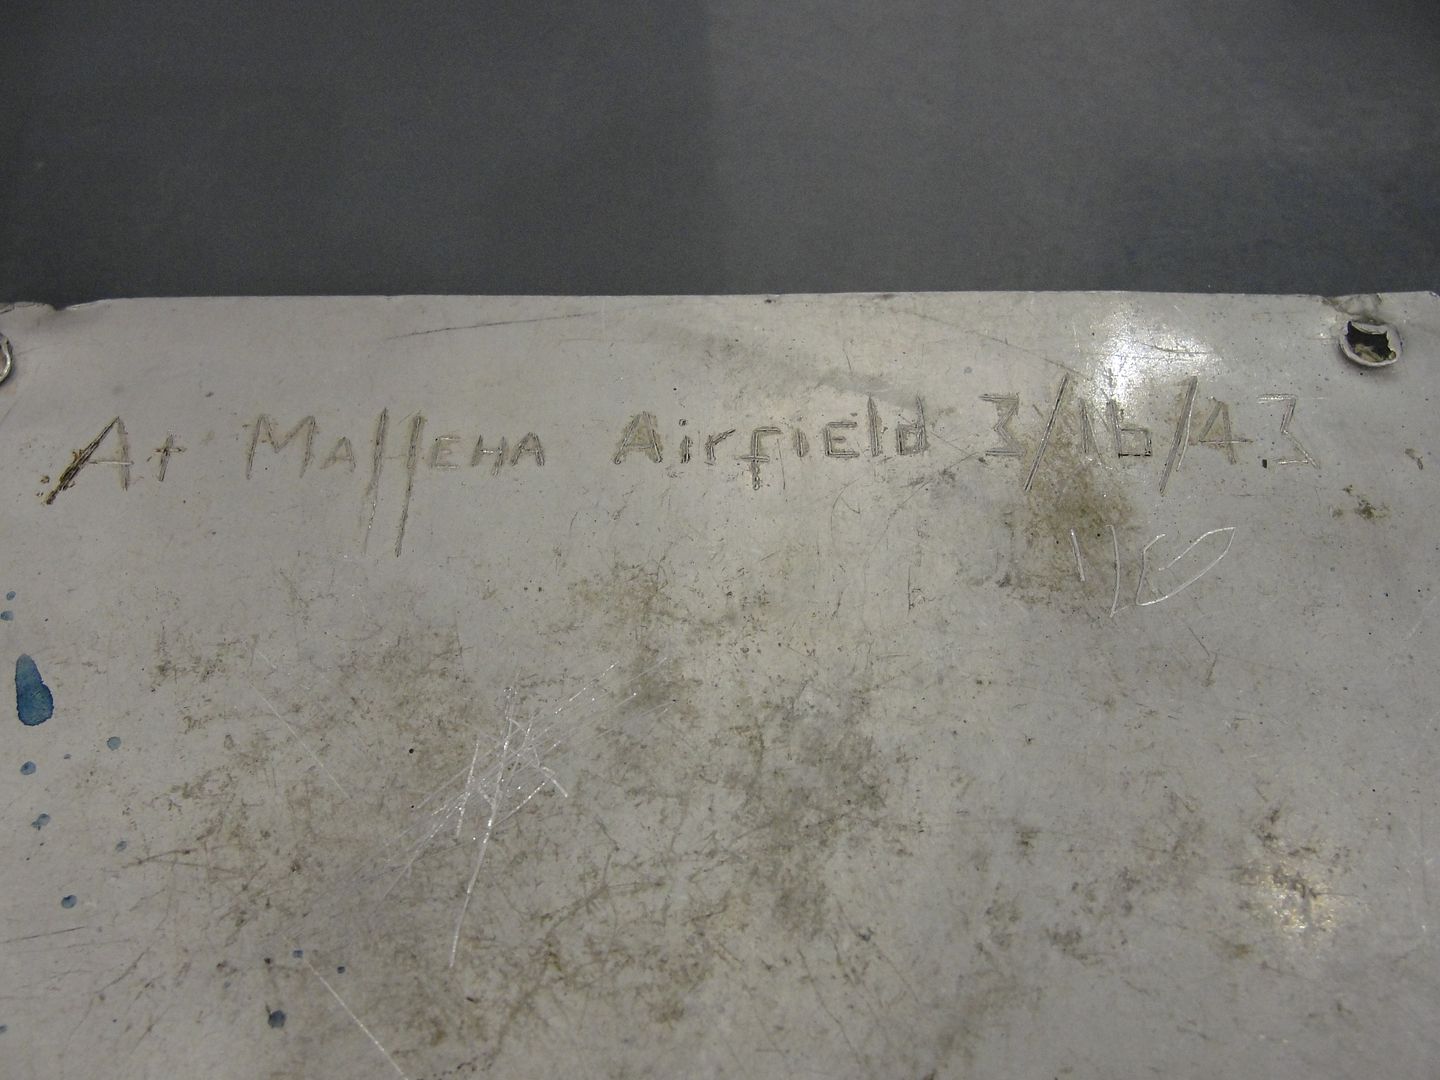 At MallEHA Airfield 3/16/43